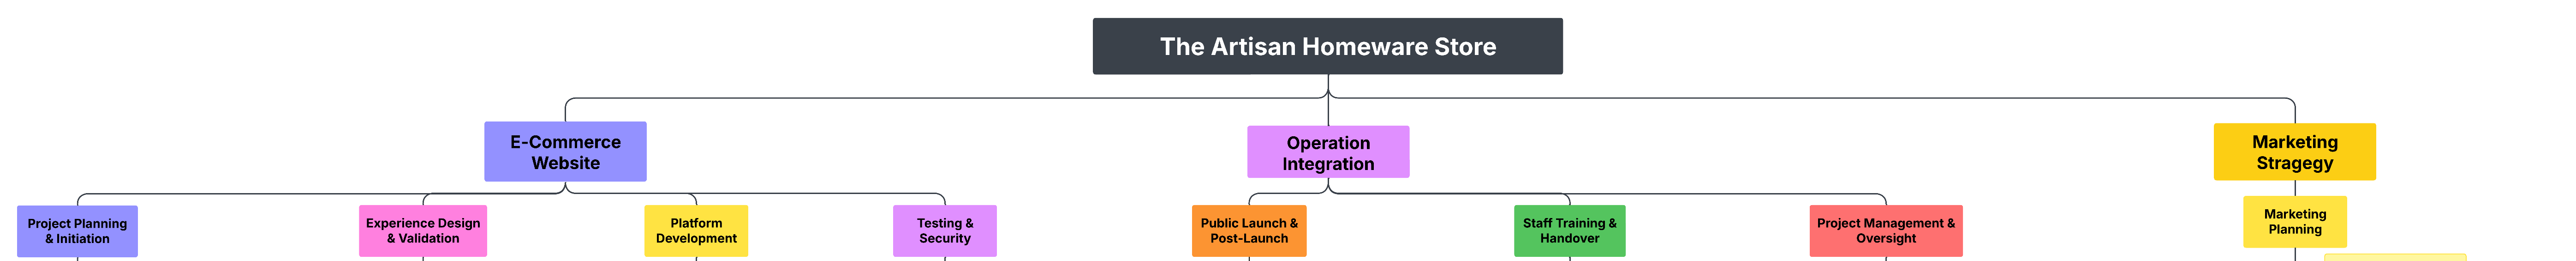 The Artisan Homeware Store
E-Commerce
Website
Operation
Integration
Marketing
Stragegy
Project Planning
& Initiation
Experience Design
& Validation
Platform
Development
Testing &
Security
Public Launch &
Post-Launch
Staff Training &
Handover
Project Management &
Oversight
Marketing
Planning